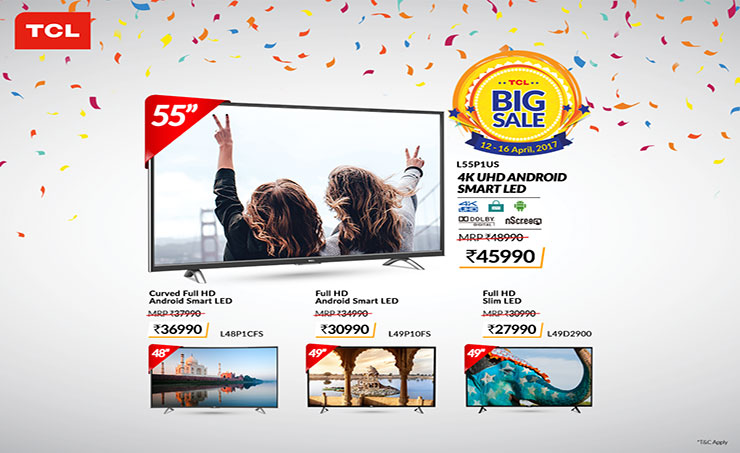 TCL
TCL
BIG
SALE
12 - 16 April, 2017
55”
L55P1US
4K UHD ANDROID
SMART LED
4K
UHD
DOLBY
DIGITAL
nScreen
MRP ₹48990
₹45990
Curved Full HD
Android Smart LED
MRP ₹37990
₹36990
L48P1CFS
48”
Full HD
Android Smart LED
MRP ₹34990
₹30990
L49P10FS
49”
Full HD
Slim LED
MRP ₹30990
₹27990
L49D2900
49”
*T&C Apply